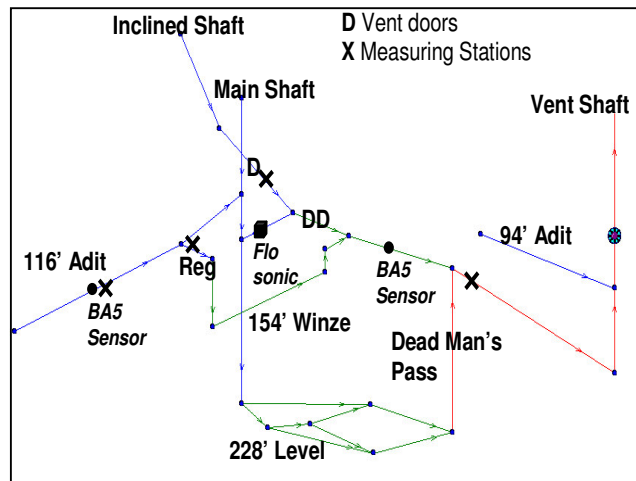 Inclined Shaft
D Vent doors
X Measuring Stations
Main Shaft
Vent Shaft
D
X
DD
116' Adit
X
Reg
Flo
sonic
94' Adit
X
BA5
Sensor
BA5
Sensor
X
154' Winze
Dead Man's
Pass
228' Level